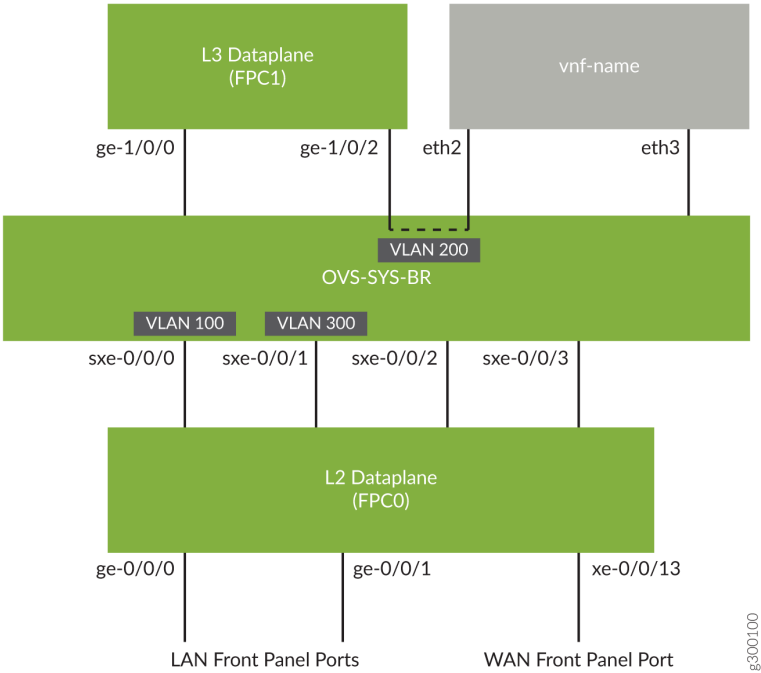 L3 Dataplane
(FPC1)
vnf-name
ge-1/0/0
ge-1/0/2
eth2
eth3
VLAN 200
OVS-SYS-BR
VLAN 100
VLAN 300
sxe-0/0/0
sxe-0/0/1
sxe-0/0/2
sxe-0/0/3
L2 Dataplane
(FPC0)
ge-0/0/0
ge-0/0/1
xe-0/0/13
LAN Front Panel Ports
WAN Front Panel Port
g300100